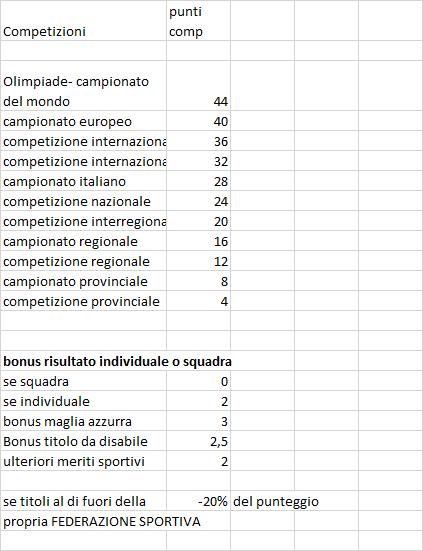 punti
Competizioni comp
Olimpiade- campionato
del mondo 44
campionato europeo 40
competizione internaziona 36
competizione internaziona 32
campionato italiano 28
competizione nazionale 24
competizione interregiona 20
campionato regionale 16
competizione regionale 12
campionato provinciale 8
competizione provinciale 4
bonus risultato individuale o squadra
se squadra 0
se individuale 2
bonus maglia azzurra 3
Bonus titolo da disabile 2,5
ulteriori meriti sportivi 2
se titoli al di fuori della -20% del punteggio
propria FEDERAZIONE SPORTIVA